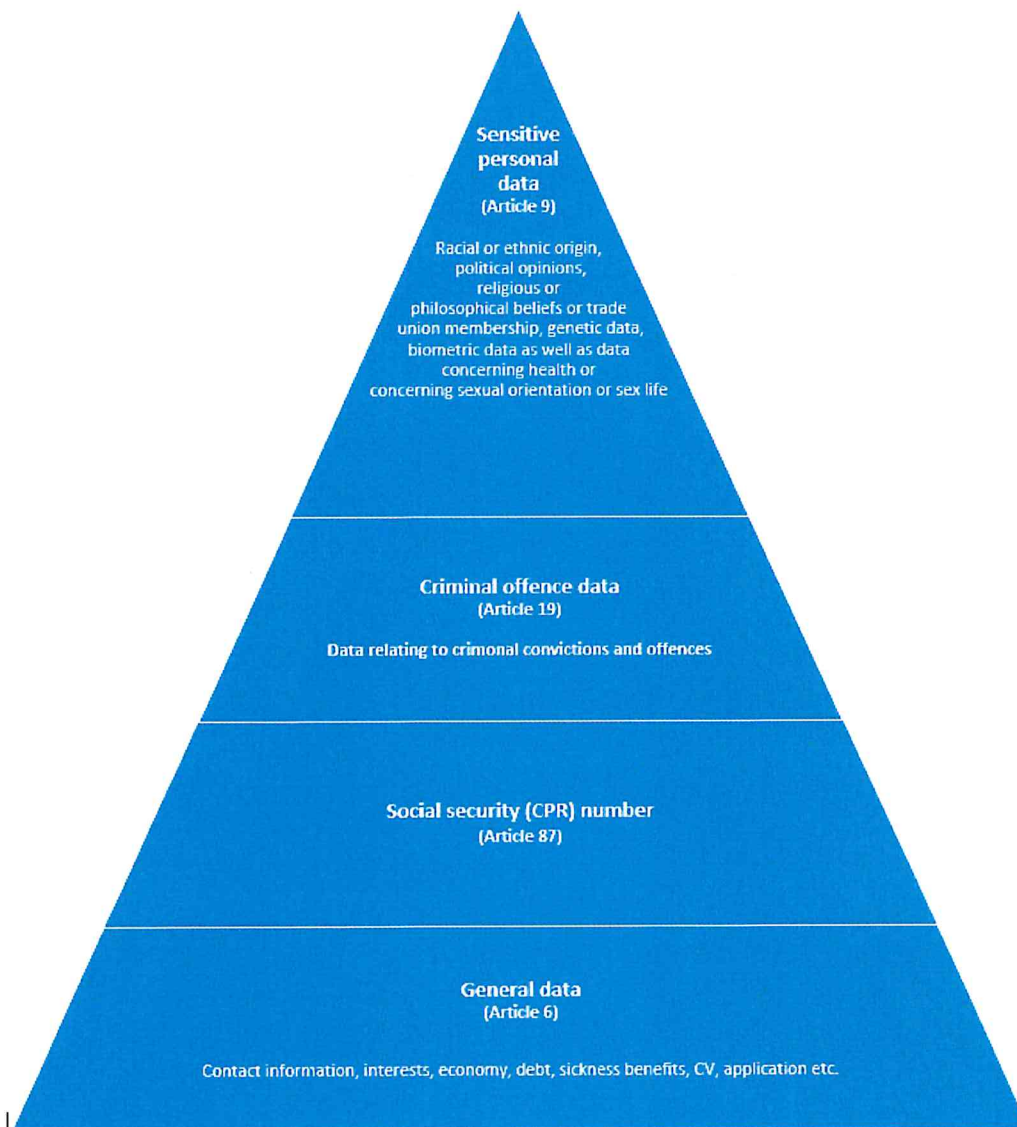 Sensitive
personal
data
(Article 9)
Racial or ethnic origin,
political opinions,
religious or
philosophical beliefs or trade
union membership, genetic data,
biometric data as well as data
concerning health or
concerning sexual orientation or sex life
Criminal offence data
(Article 19)
Data relating to crimonal convictions and offences
Social security (CPR) number
(Article 87)
General data
(Article 6)
Contact information, interests, economy, debt, sickness benefits, CV, application etc.